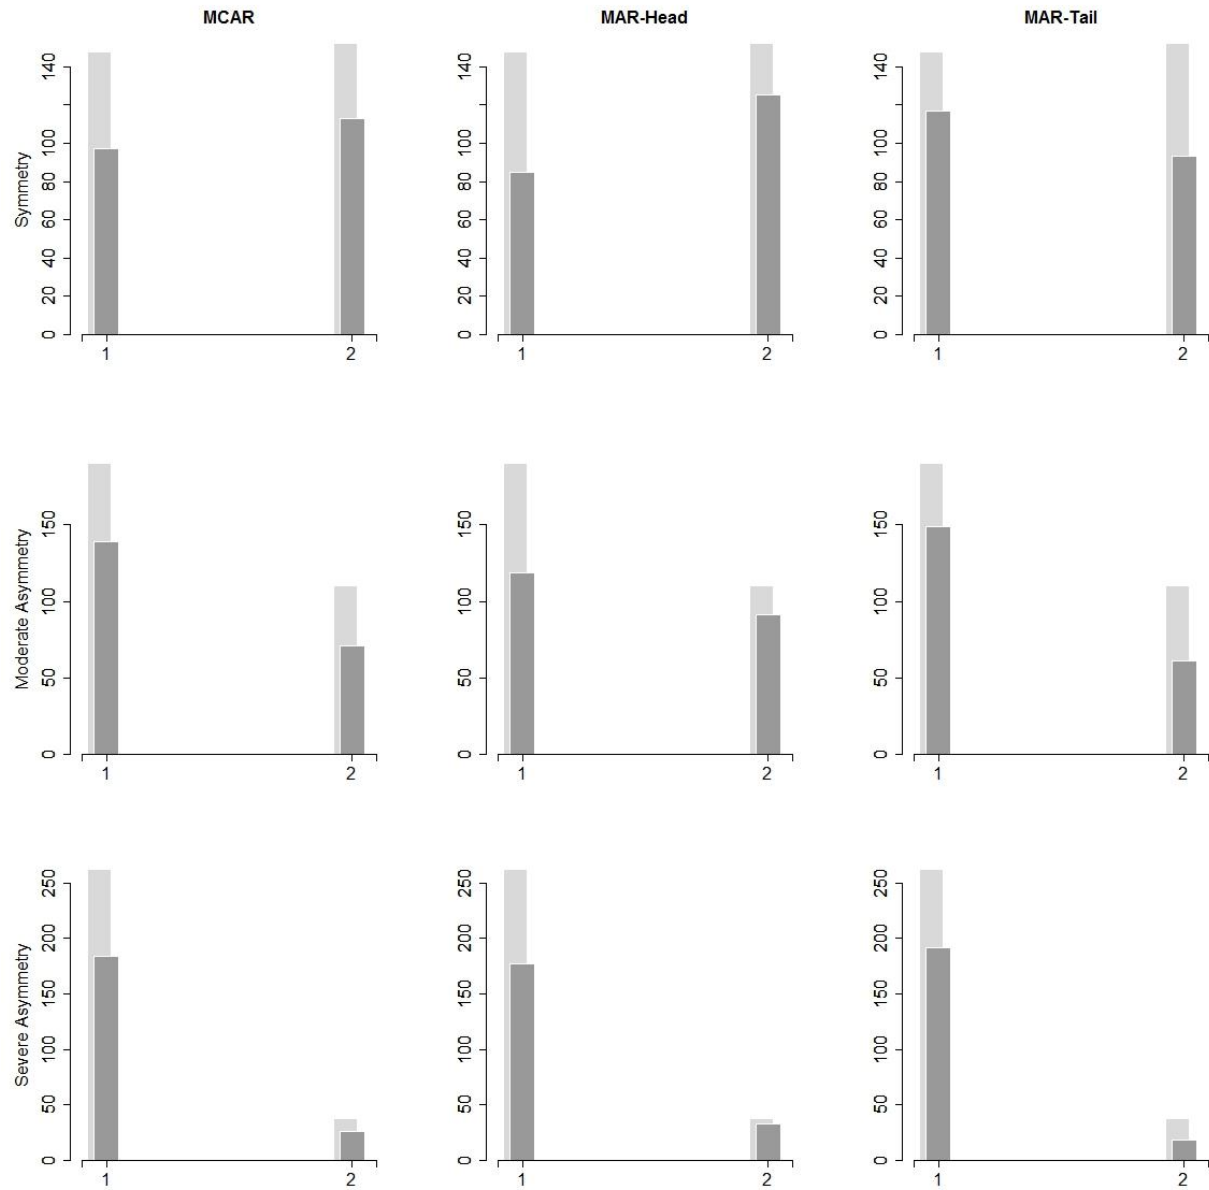 MCAR MAR-Head MAR-Tail
Symmetry
0 20 40 60 80 100 140
1 2
0 20 40 60 80 100 140
1 2
0 20 40 60 80 100 140
1 2
Moderate Asymmetry
0 50 100 150
1 2
0 50 100 150
1 2
0 50 100 150
1 2
Severe Asymmetry
0 50 100 150 200 250
1 2
0 50 100 150 200 250
1 2
0 50 100 150 200 250
1 2